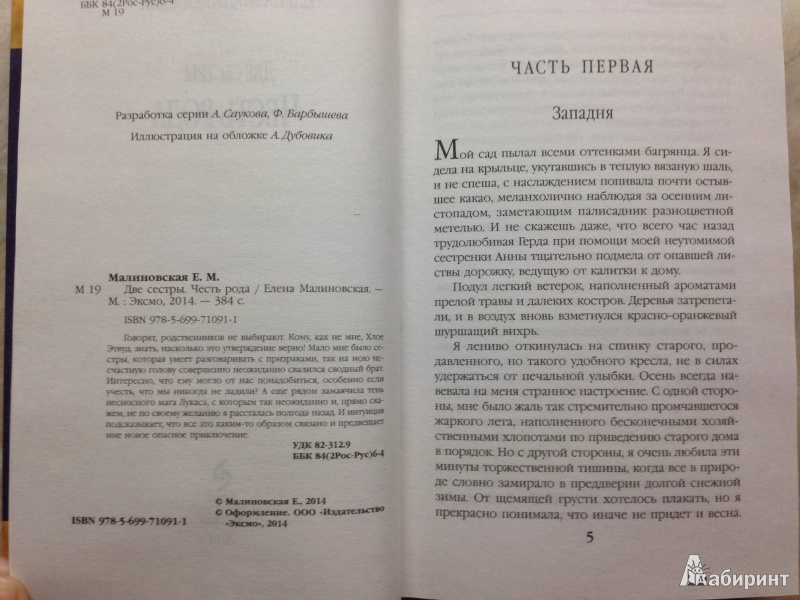 ББК 84(2Рос-Рус)6-4
М 19
Разработка серии А. Саукова, Ф. Барбышева
Иллюстрация на обложке А. Дубовика
Малиновская Е. М.
М 19 Две сестры. Честь рода / Елена Малиновская. —
М. : Эксмо, 2014. — 384 с.
ISBN 978-5-699-71091-1
Говорят, родственников не выбирают. Кому, как не мне, Хлое
Этвуд, знать, насколько это утверждение верно! Мало мне было се-
стры, которая умеет разговаривать с призраками, так на мою не-
счастную голову совершенно неожиданно свалился сводный брат.
Интересно, что ему могло от нас понадобиться, особенно если
учесть, что мы никогда не ладили? А еще рядом замаячила тень
несносного мага Лукаса, с которым так неожиданно и, прямо ска-
жем, не по своему желанию я рассталась полгода назад. И интуиция
подсказывает, что все это каким-то образом связано и предвещает
мне новое опасное приключение.
УДК 82-312.9
ББК 84(2Рос-Рус)6-4
© Малиновская Е., 2014
© Оформление. ООО «Издательство
«Эксмо», 2014
ISBN 978-5-699-71091-1
ЧАСТЬ ПЕРВАЯ
Западня
Мой сад пылал всеми оттенками багрянца. Я си-
дела на крыльце, укутавшись в теплую вязаную шаль,
и не спеша, с наслаждением попивала почти остыв-
шее какао, меланхолично наблюдая за осенним ли-
стопадом, заметающим палисадник разноцветной
метелью. И не скажешь даже, что всего час назад
трудолюбивая Герда при помощи моей неутомимой
сестренки Анны тщательно подмела от опавшей ли-
ствы дорожку, ведущую от калитки к дому.
Подул легкий ветерок, наполненный ароматами
прелой травы и далеких костров. Деревья затрепета-
ли, и в воздух вновь взметнулся красно-оранжевый
шуршащий вихрь.
Я лениво откинулась на спинку старого, про-
давленного, но такого удобного кресла, не в силах
удержаться от печальной улыбки. Осень всегда на-
вевала на меня странное настроение. С одной сторо-
ны, мне было жаль так стремительно промчавшегося
жаркого лета, наполненного бесконечными хозяй-
ственными хлопотами по приведению старого дома
в порядок. Но с другой стороны, я очень любила эти
минуты торжественной тишины, когда все в приро-
де словно замирало в преддверии долгой снежной
зимы. От щемящей грусти хотелось плакать, но я
прекрасно понимала, что иначе не придет и весна.
5
Лабиринт